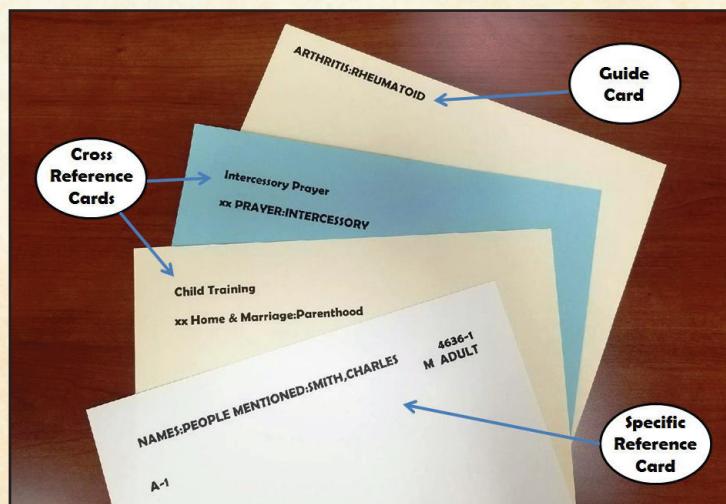 ARTHRITIS:RHEUMATOID
Guide
Card
Cross
Reference
Cards
Intercessory Prayer
xx PRAYER:INTERCESSORY
Child Training
xx Home & Marriage:Parenthood
4636-1
NAMES:PEOPLE MENTIONED:SMITH,CHARLES M ADULT
A-1
Specific
Reference
Card